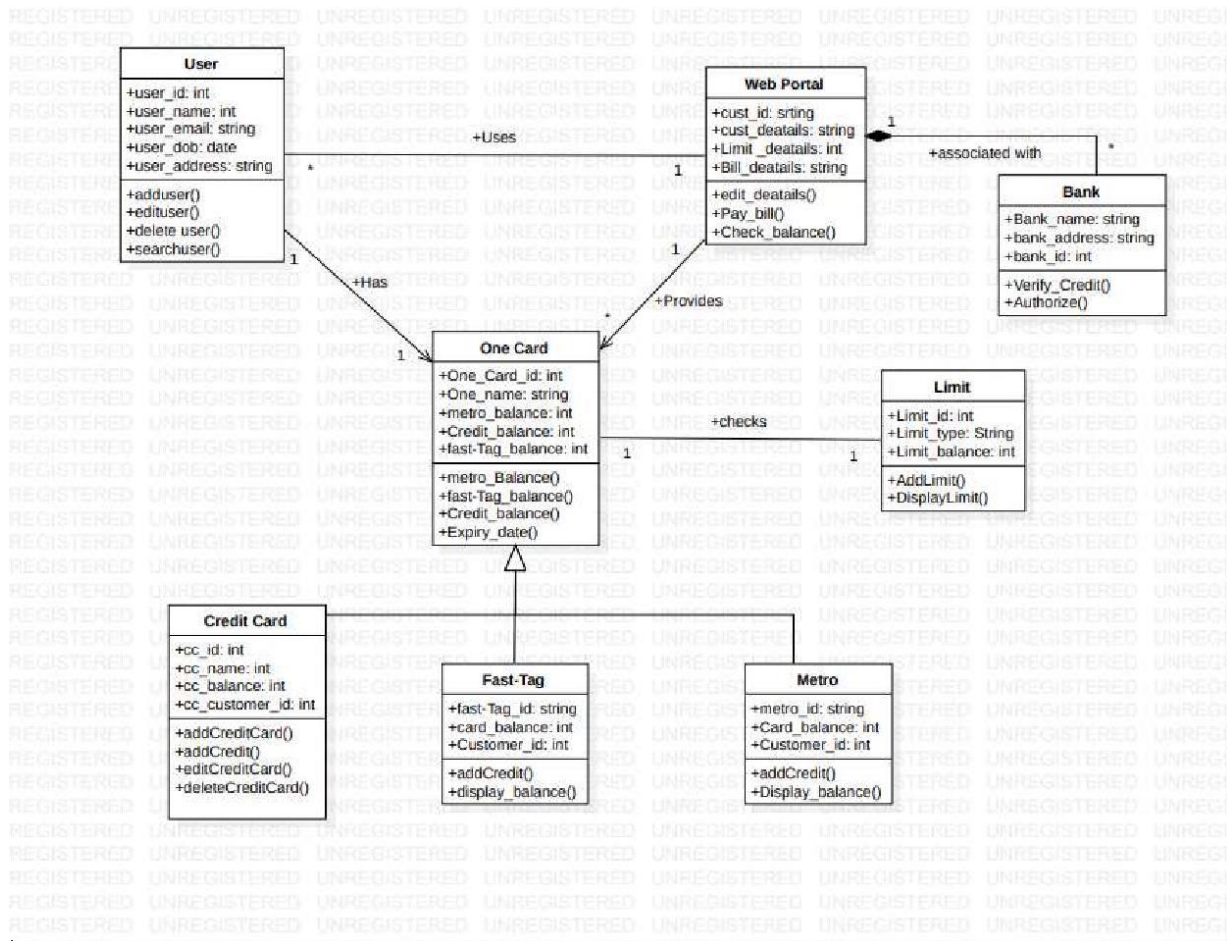 User
+user_id: int
+user_name: int
+user_email: string
+user_dob: date
+user_address: string
+adduser()
+edituser()
+delete user()
+searchuser()
Web Portal
+cust_id: srting
+cust_deatails: string
+Limit _deatails: int
+Bill_deatails: string
+edit_deatails()
+Pay_bill()
+Check_balance()
+Uses
*
1
1
+associated with
*
Bank
+Bank_name: string
+bank_address: string
+bank_id: int
+Verify_Credit()
+Authorize()
1
+Has
1
1
+Provides
*
One Card
+One_Card_id: int
+One_name: string
+metro_balance: int
+Credit_balance: int
+fast-Tag_balance: int
+metro_Balance()
+fast-Tag_balance()
+Credit_balance()
+Expiry_date()
+checks
1
1
Limit
+Limit_id: int
+Limit_type: String
+Limit_balance: int
+AddLimit()
+DisplayLimit()
Credit Card
+cc_id: int
+cc_name: int
+cc_balance: int
+cc_customer_id: int
+addCreditCard()
+addCredit()
+editCreditCard()
+deleteCreditCard()
Fast-Tag
+fast-Tag_id: string
+card_balance: int
+Customer_id: int
+addCredit()
+display_balance()
Metro
+metro_id: string
+Card_balance: int
+Customer_id: int
+addCredit()
+Display_balance()
UNREGISTERED